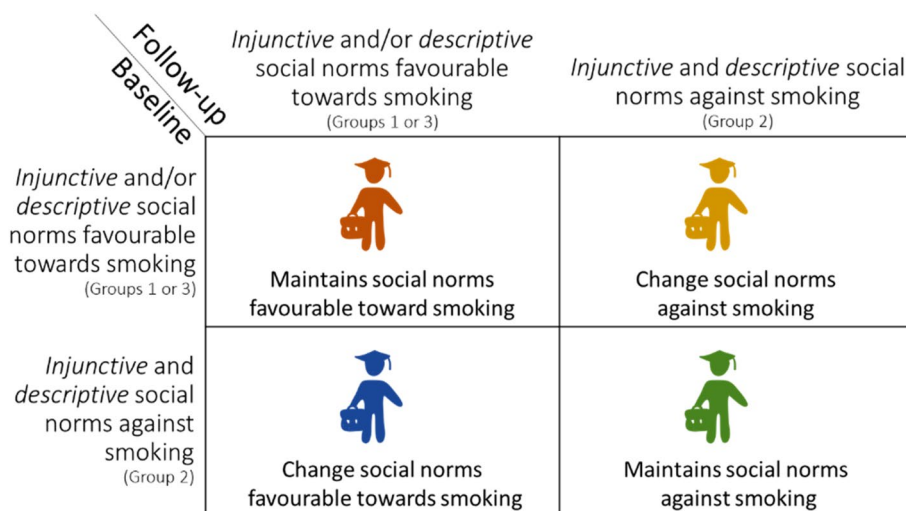 Follow-up
Baseline
Injunctive and/or descriptive
social norms favourable
towards smoking
(Groups 1 or 3)
Injunctive and descriptive social
norms against smoking
(Group 2)
Injunctive and/or
descriptive social
norms favourable
towards smoking
(Groups 1 or 3)
Maintains social norms
favourable toward smoking
Change social norms
against smoking
Injunctive and
descriptive social
norms against
smoking
(Group 2)
Change social norms
favourable towards smoking
Maintains social norms
against smoking